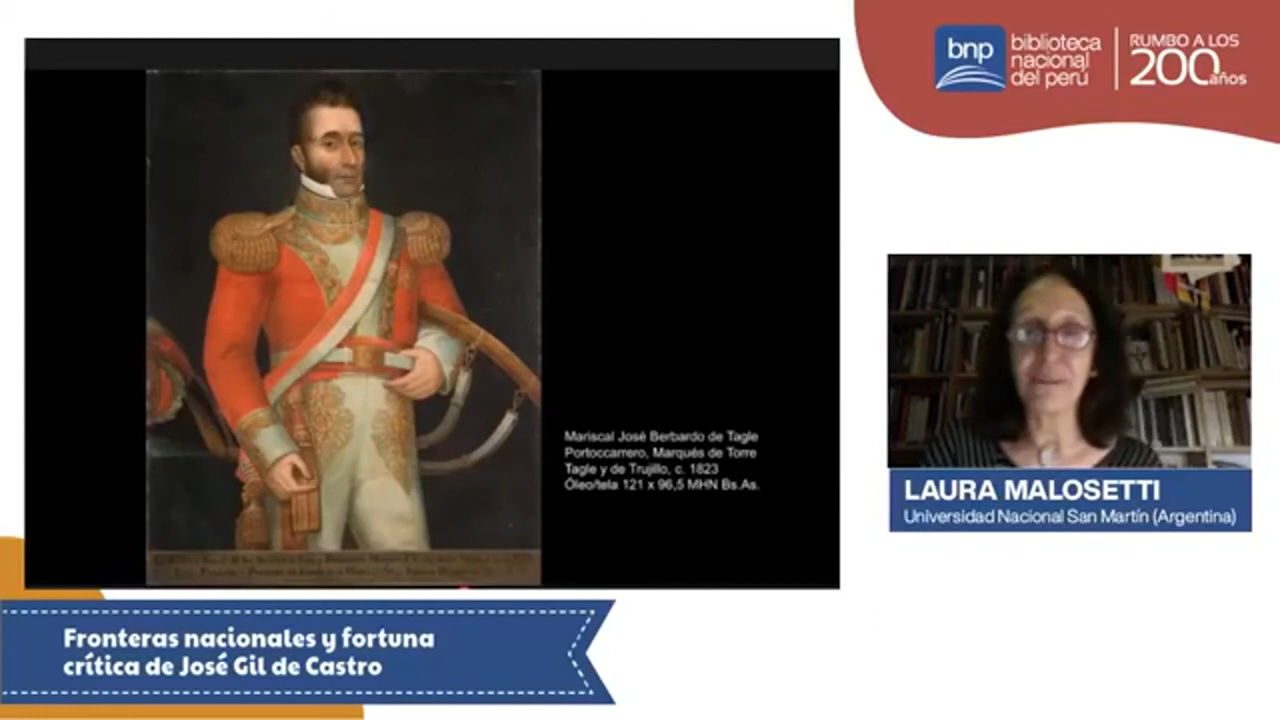 bnp
biblioteca
nacional
del perú
RUMBO A LOS
200
años
Mariscal José Berbardo de Tagle
Portoccarrero, Marqués de Torre
Tagle y de Trujillo, c. 1823
Óleo/tela 121 x 96,5 MHN Bs.As.
LAURA MALOSETTI
Universidad Nacional San Martín (Argentina)
Fronteras nacionales y fortuna
crítica de José Gil de Castro